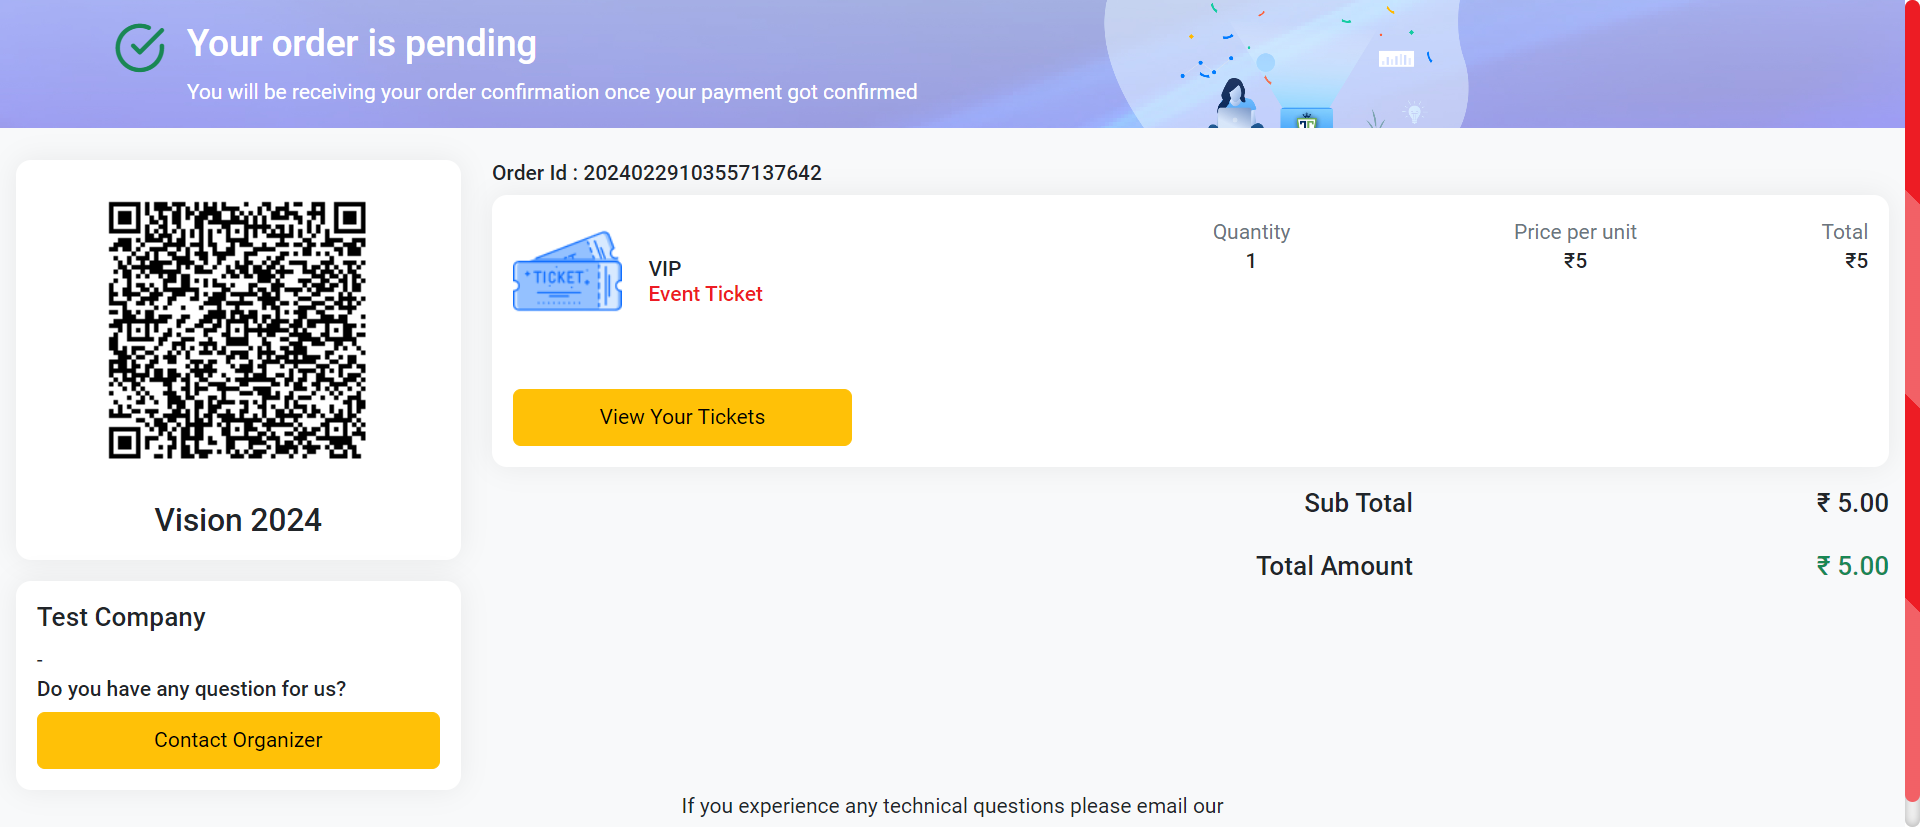 Your order is pending
You will be receiving your order confirmation once your payment got confirmed
Vision 2024
Test Company
-
Do you have any question for us?
Contact Organizer
Order Id : 20240229103557137642
TICKET
VIP
Event Ticket
Quantity
1
Price per unit
₹5
Total
₹5
View Your Tickets
Sub Total ₹ 5.00
Total Amount ₹ 5.00
If you experience any technical questions please email our